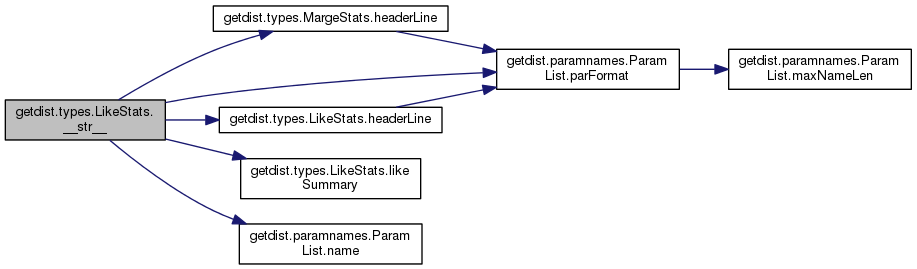 getdist.types.MargeStats.headerLine
getdist.paramnames.Param
List.parFormat
getdist.paramnames.Param
List.maxNameLen
getdist.types.LikeStats.
__str__
getdist.types.LikeStats.headerLine
getdist.types.LikeStats.like
Summary
getdist.paramnames.Param
List.name